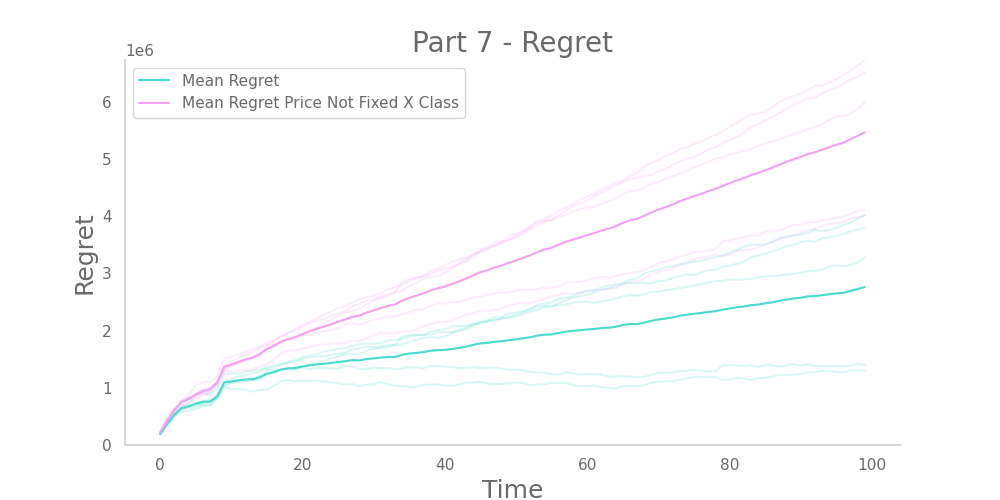 Part 7 - Regret
1e6
Mean Regret
Mean Regret Price Not Fixed X Class
Regret
6
5
4
3
2
1
0
0 20 40 60 80 100
Time